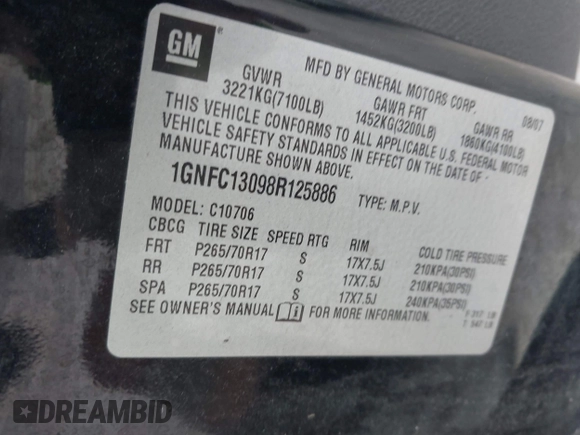 GM
MFD BY GENERAL MOTORS CORP. 08/07
GVWR GAWR FRT GAWR RR
3221KG(7100LB) 1452KG(3200LB) 1860KG(4100LB)
THIS VEHICLE CONFORMS TO ALL APPLICABLE U.S. FEDERAL MOTOR
VEHICLE SAFETY STANDARDS IN EFFECT ON THE DATE OF
MANUFACTURE SHOWN ABOVE.
1GNFC13098R125886 TYPE: M.P.V.
MODEL: C10706
CBCG TIRE SIZE SPEED RTG RIM COLD TIRE PRESSURE
FRT P265/70R17 S 17X7.5J 210KPA(30PSI)
RR P265/70R17 S 17X7.5J 210KPA(30PSI)
SPA P265/70R17 S 17X7.5J 240KPA(35PSI)
SEE OWNER'S MANUAL FOR MORE INFORMATION.
DREAMBID